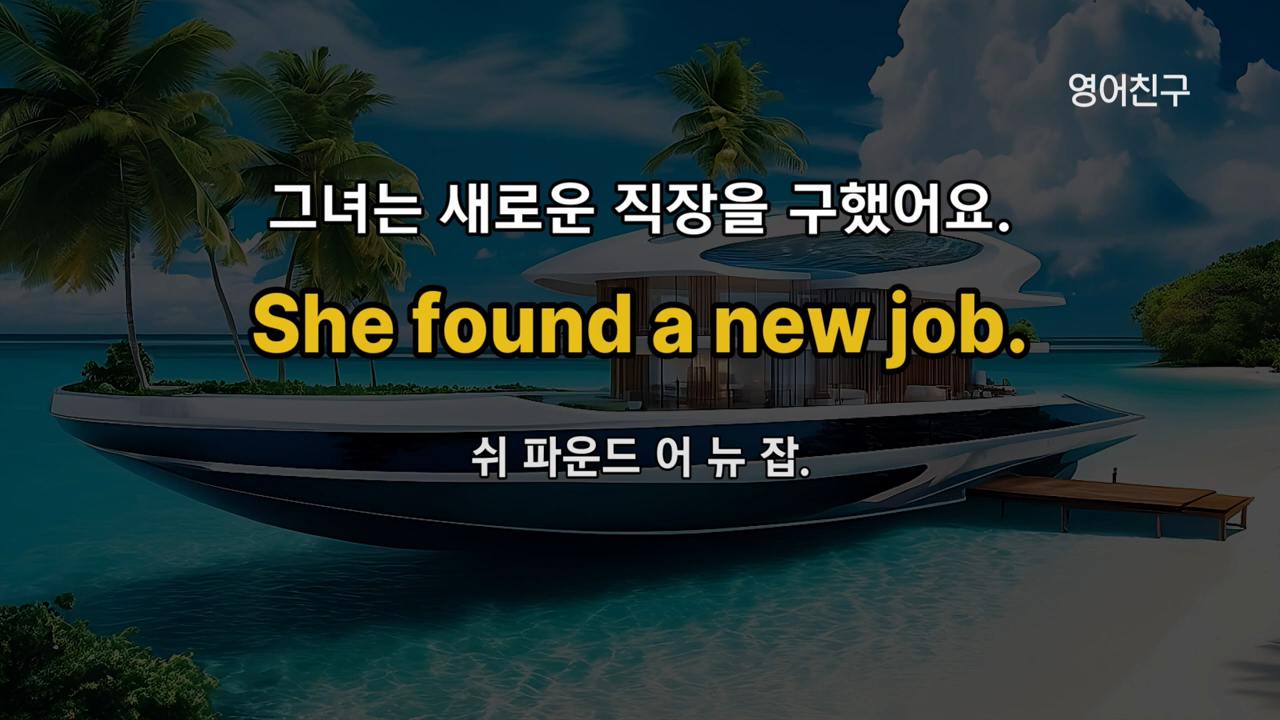 영어친구
그녀는 새로운 직장을 구했어요.
She found a new job.
쉬 파운드 어 뉴 잡.